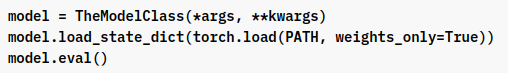 model = TheModelClass(*args, **kwargs)
model.load_state_dict(torch.load(PATH, weights_only=True))
model.eval()